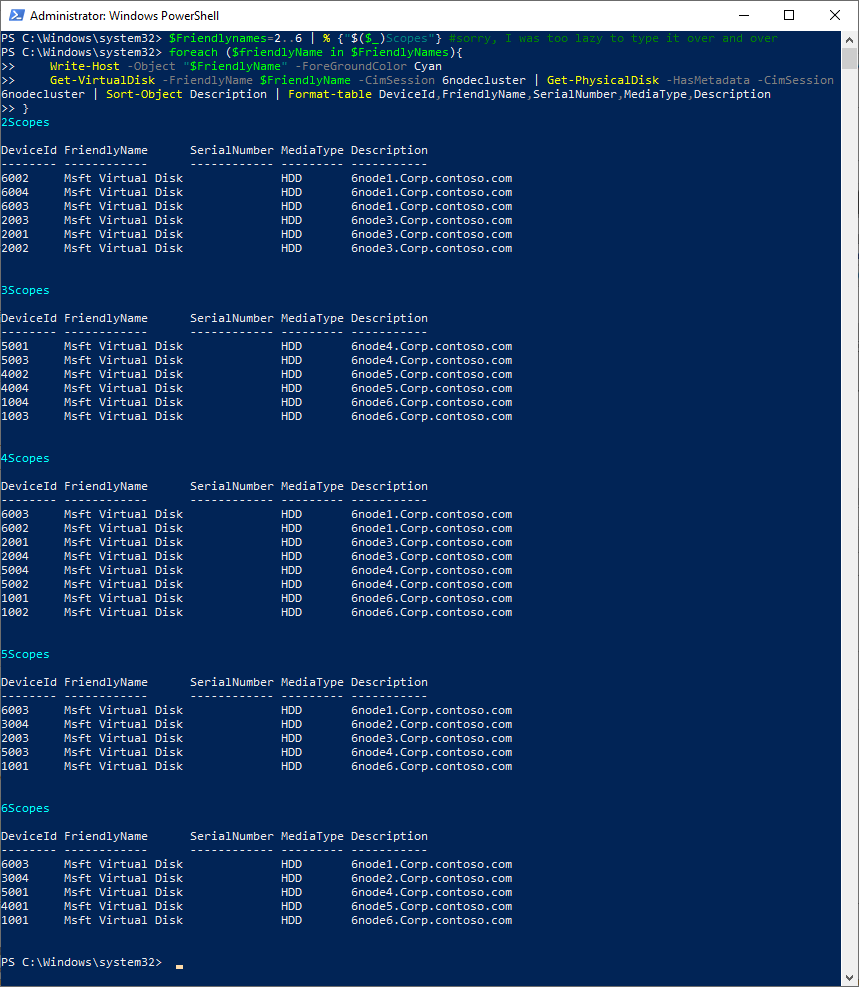 Administrator: Windows PowerShell
PS C:\Windows\system32> $Friendlynames=2..6 | % {"$($_)Scopes"} #sorry, I was too lazy to type it over and over
PS C:\Windows\system32> foreach ($friendlyName in $FriendlyNames){
>>     Write-Host -Object "$FriendlyName" -ForeGroundColor Cyan
>>     Get-VirtualDisk -FriendlyName $FriendlyName -CimSession 6nodecluster | Get-PhysicalDisk -HasMetadata -CimSession
6nodecluster | Sort-Object Description | Format-table DeviceId,FriendlyName,SerialNumber,MediaType,Description
>> }
2Scopes
DeviceId FriendlyName      SerialNumber MediaType Description
-------- ------------      ------------ --------- -----------
6002     Msft Virtual Disk              HDD       6node1.Corp.contoso.com
6004     Msft Virtual Disk              HDD       6node1.Corp.contoso.com
6003     Msft Virtual Disk              HDD       6node1.Corp.contoso.com
2003     Msft Virtual Disk              HDD       6node3.Corp.contoso.com
2001     Msft Virtual Disk              HDD       6node3.Corp.contoso.com
2002     Msft Virtual Disk              HDD       6node3.Corp.contoso.com
3Scopes
DeviceId FriendlyName      SerialNumber MediaType Description
-------- ------------      ------------ --------- -----------
5001     Msft Virtual Disk              HDD       6node4.Corp.contoso.com
5003     Msft Virtual Disk              HDD       6node4.Corp.contoso.com
4002     Msft Virtual Disk              HDD       6node5.Corp.contoso.com
4004     Msft Virtual Disk              HDD       6node5.Corp.contoso.com
1004     Msft Virtual Disk              HDD       6node6.Corp.contoso.com
1003     Msft Virtual Disk              HDD       6node6.Corp.contoso.com
4Scopes
DeviceId FriendlyName      SerialNumber MediaType Description
-------- ------------      ------------ --------- -----------
6003     Msft Virtual Disk              HDD       6node1.Corp.contoso.com
6002     Msft Virtual Disk              HDD       6node1.Corp.contoso.com
2001     Msft Virtual Disk              HDD       6node3.Corp.contoso.com
2004     Msft Virtual Disk              HDD       6node3.Corp.contoso.com
5004     Msft Virtual Disk              HDD       6node4.Corp.contoso.com
5002     Msft Virtual Disk              HDD       6node4.Corp.contoso.com
1001     Msft Virtual Disk              HDD       6node6.Corp.contoso.com
1002     Msft Virtual Disk              HDD       6node6.Corp.contoso.com
5Scopes
DeviceId FriendlyName      SerialNumber MediaType Description
-------- ------------      ------------ --------- -----------
6003     Msft Virtual Disk              HDD       6node1.Corp.contoso.com
3004     Msft Virtual Disk              HDD       6node2.Corp.contoso.com
2003     Msft Virtual Disk              HDD       6node3.Corp.contoso.com
5003     Msft Virtual Disk              HDD       6node4.Corp.contoso.com
1001     Msft Virtual Disk              HDD       6node6.Corp.contoso.com
6Scopes
DeviceId FriendlyName      SerialNumber MediaType Description
-------- ------------      ------------ --------- -----------
6003     Msft Virtual Disk              HDD       6node1.Corp.contoso.com
3004     Msft Virtual Disk              HDD       6node2.Corp.contoso.com
5001     Msft Virtual Disk              HDD       6node4.Corp.contoso.com
4001     Msft Virtual Disk              HDD       6node5.Corp.contoso.com
1001     Msft Virtual Disk              HDD       6node6.Corp.contoso.com
PS C:\Windows\system32>